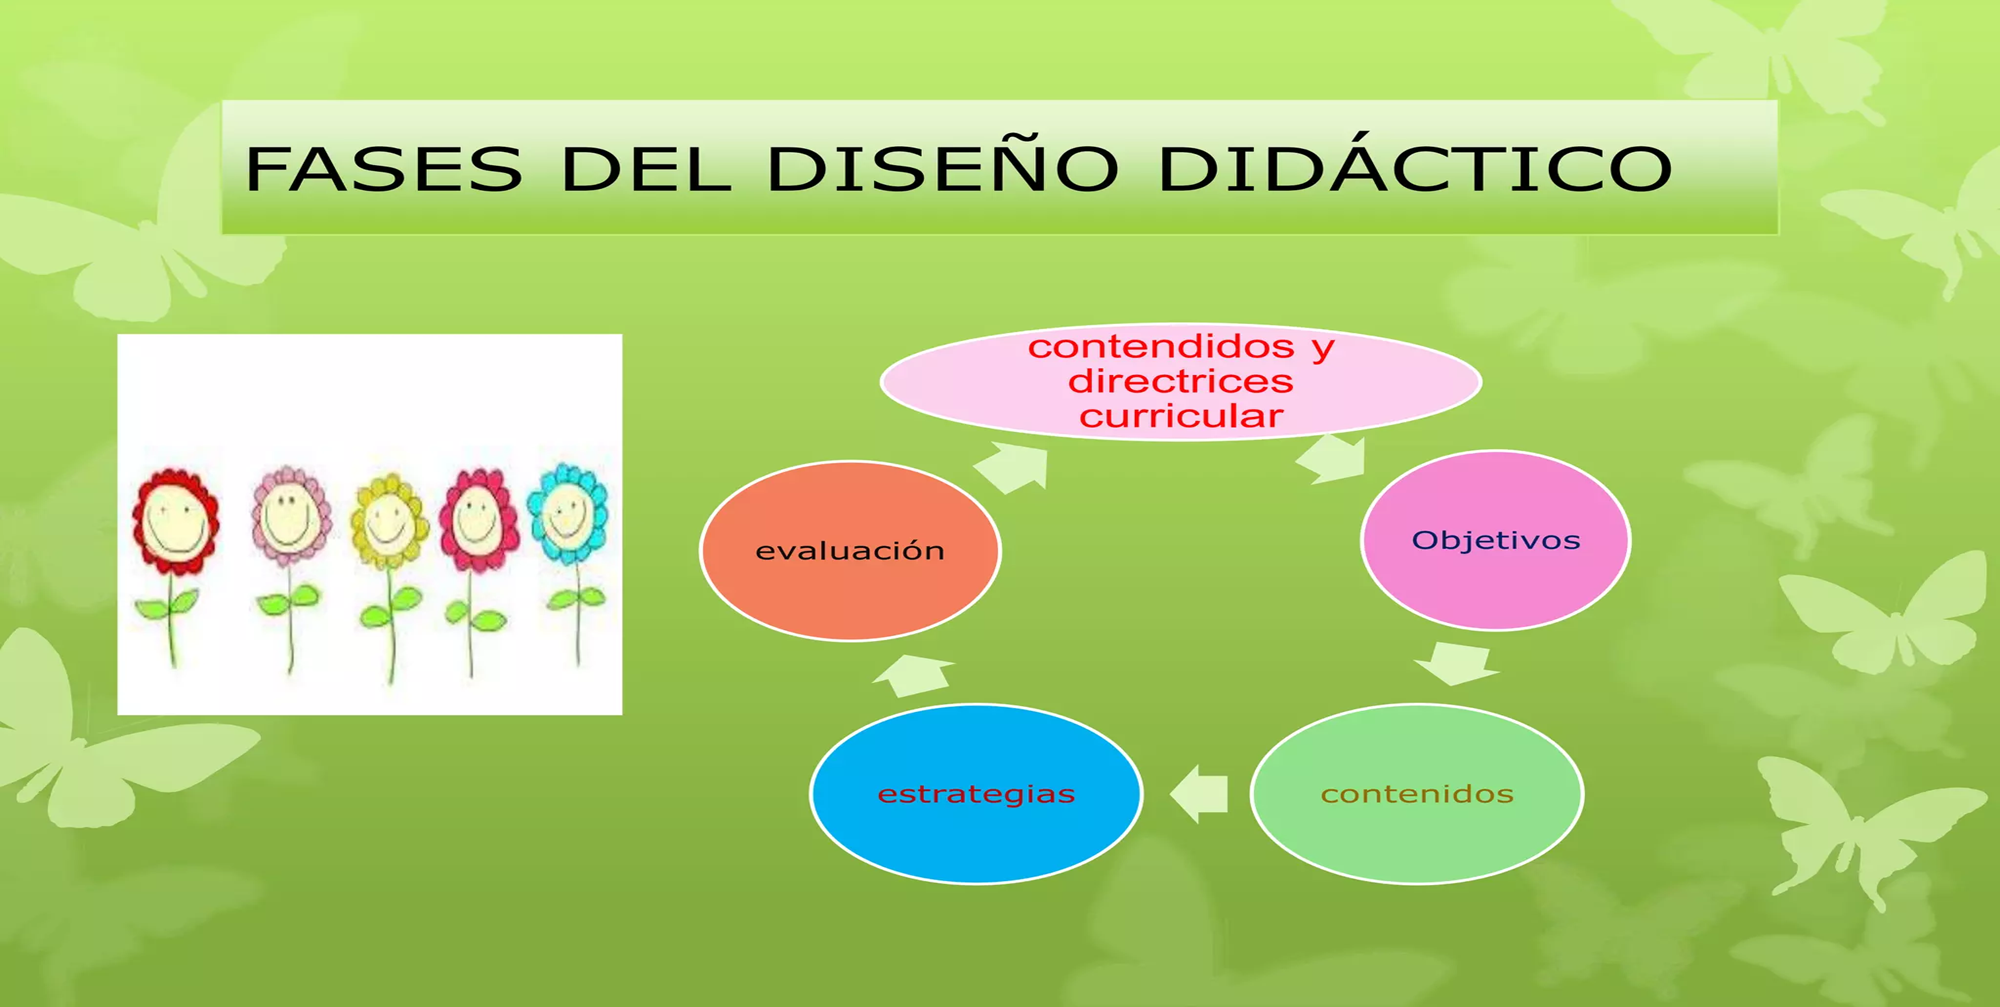 FASES DEL DISEÑO DIDÁCTICO
contendidos y
directrices
curricular
Objetivos
contenidos
estrategias
evaluación